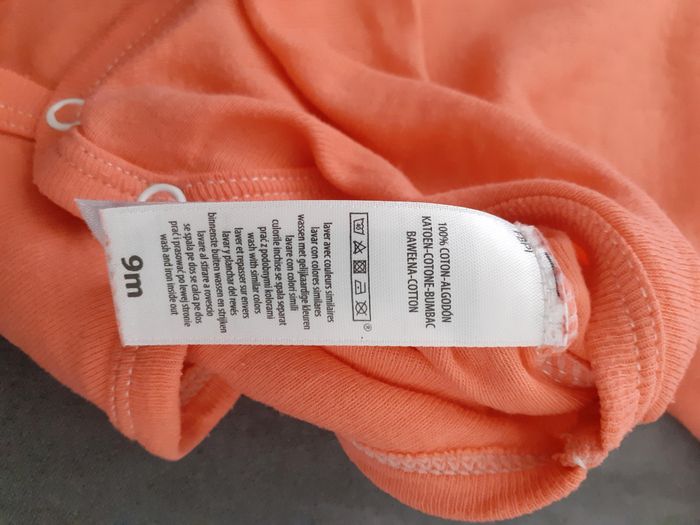 100% COTON-ALGODÓN
KATOEN-COTONE-BUMBAC
BAWEŁNA-COTTON
laver avec couleurs similaires
wassen met gelijkaardige kleuren
lavar con colores similares
lavare con colori simili
culorile inchise se spala separat
prać z podobnymi kolorami
wash with similar colors
laver et repasser sur envers
lavar y planchar del revés
binnenste buiten wassen en strijken
lavare al stirare a rovescio
se spala pe dos se calca pe dos
prać i prasować po lewej stronie
wash and iron inside out
9m